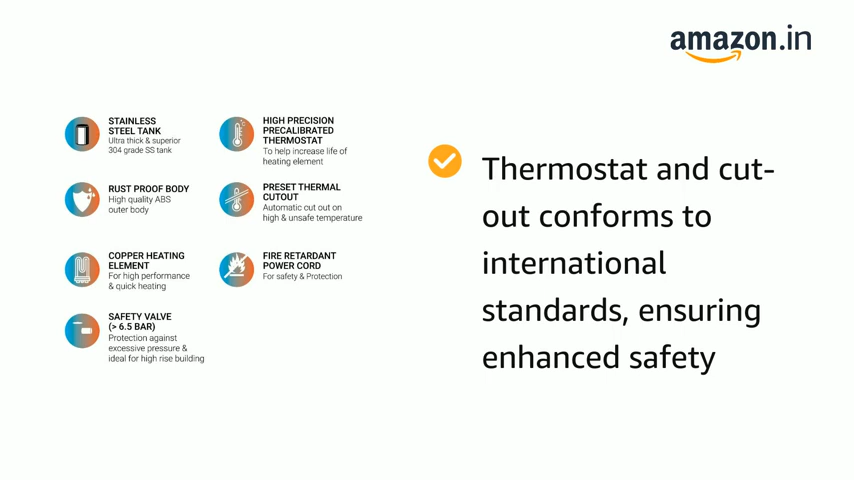 amazon.in
STAINLESS
STEEL TANK
Ultra thick & superior
304 grade SS tank
HIGH PRECISION
PRECALIBRATED
THERMOSTAT
To help increase life of
heating element
RUST PROOF BODY
High quality ABS
outer body
PRESET THERMAL
CUTOUT
Automatic cut out on
high & unsafe temperature
COPPER HEATING
ELEMENT
For high performance
& quick heating
FIRE RETARDANT
POWER CORD
For safety & Protection
SAFETY VALVE
(> 6.5 BAR)
Protection against
excessive pressure &
ideal for high rise building
Thermostat and cut-
out conforms to
international
standards, ensuring
enhanced safety